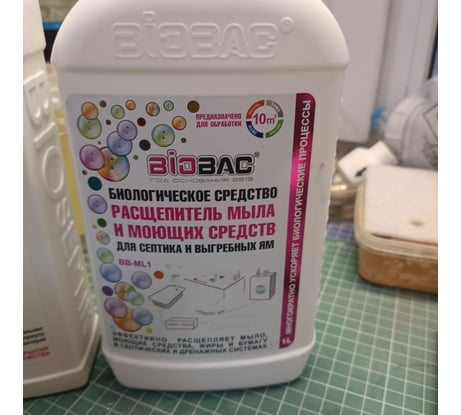 BIOBAC
ПРЕДНАЗНАЧЕНО
ДЛЯ ОБРАБОТКИ
10m³
BIOBAC
ГОД ОСНОВАНИЯ 2013
БИОЛОГИЧЕСКОЕ СРЕДСТВО
РАСЩЕПИТЕЛЬ МЫЛА
И МОЮЩИХ СРЕДСТВ
ДЛЯ СЕПТИКА И ВЫГРЕБНЫХ ЯМ
BB-ML1
ЭФФЕКТИВНО РАСЩЕПЛЯЕТ МЫЛО,
МОЮЩИЕ СРЕДСТВА, ЖИРЫ И БУМАГУ
В СЕПТИЧЕСКИХ И ДРЕНАЖНЫХ СИСТЕМАХ
МНОГОКРАТНО УСКОРЯЕТ БИОЛОГИЧЕСКИЕ ПРОЦЕССЫ
1L